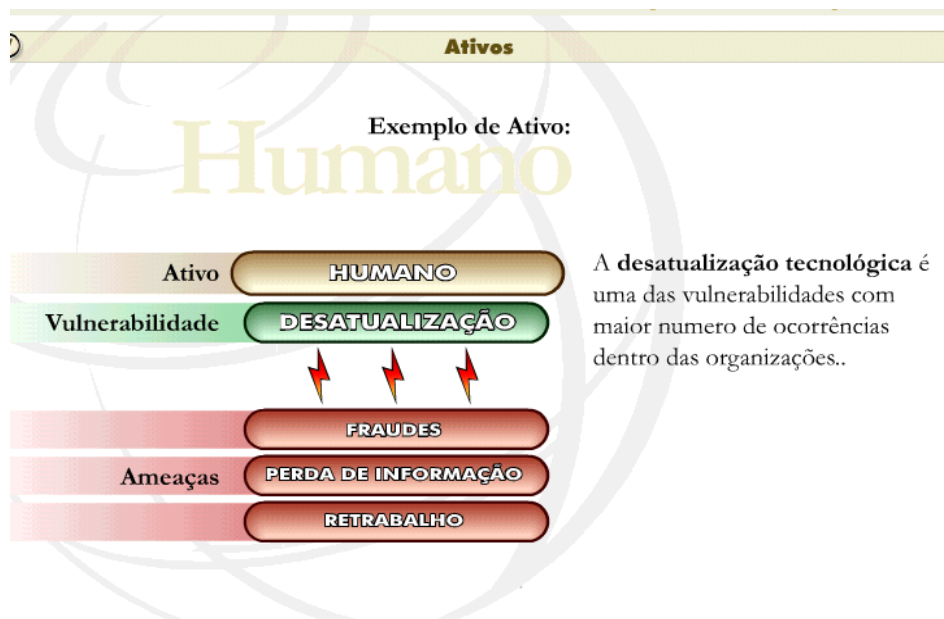 Ativos
Exemplo de Ativo:
Humano
Ativo HUMANO
Vulnerabilidade DESATUALIZAÇÃO
FRAUDES
Ameaças PERDA DE INFORMAÇÃO
RETRABALHO
A desatualização tecnológica é
uma das vulnerabilidades com
maior numero de ocorrências
dentro das organizações..